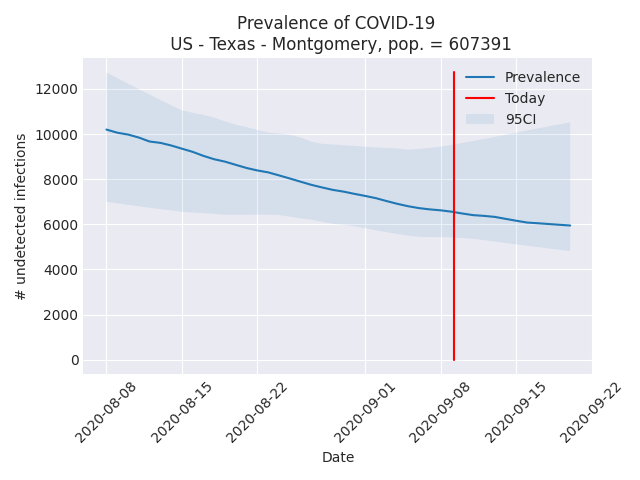 Prevalence of COVID-19
US - Texas - Montgomery, pop. = 607391
Prevalence
Today
95CI
# undetected infections
12000
10000
8000
6000
4000
2000
0
2020-08-08
2020-08-15
2020-08-22
2020-09-01
2020-09-08
2020-09-15
2020-09-22
Date